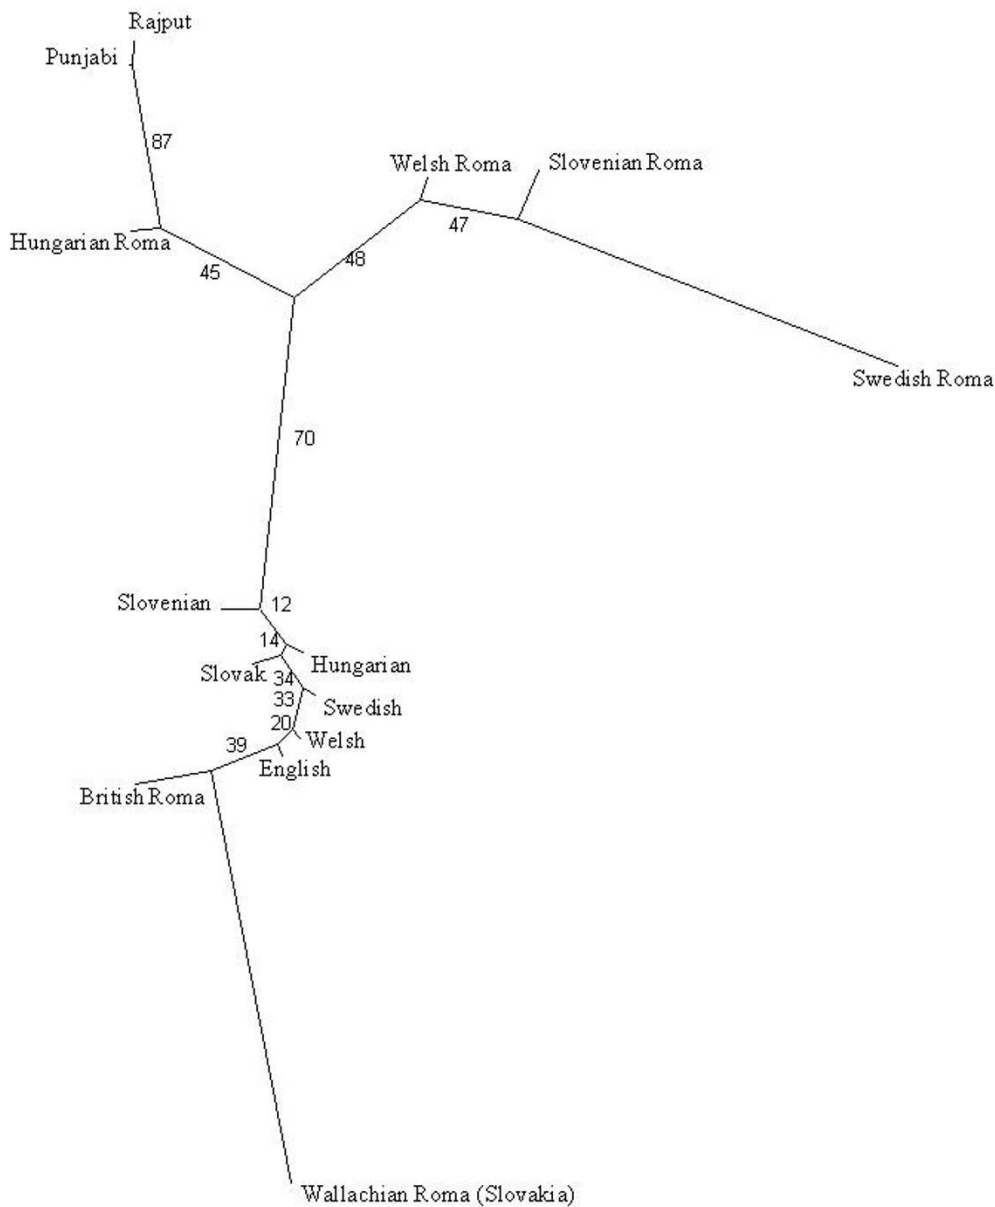 Rajput
Punjabi
87
Welsh Roma
Slovenian Roma
47
Hungarian Roma
45
48
Swedish Roma
70
Slovenian
12
14
Hungarian
Slovak
34
33
Swedish
20
Welsh
39
English
British Roma
Wallachian Roma (Slovakia)